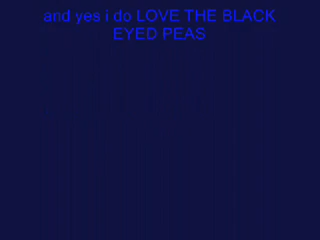 and yes i do LOVE THE BLACK
EYED PEAS